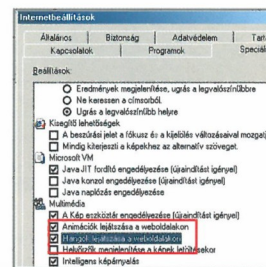 Internetbeállítások
Általános Biztonság Adatvédelem
Kapcsolatok Programok
Beállítások:
Eredmények megjelenítése, ugrás a legvalószínűbbre
Ne keressen a címsorból
Ugrás a legvalószínűbb helyre
Kisegítő lehetőségek
A beszúrási jelet a fókusz és a kijelölés változásaival
Mindig kiterjeszti a képekhez az alternatív szöveget.
Microsoft VM
Java JIT fordító engedélyezése (újraindítást igényel)
Java konzol engedélyezése (újraindítást igényel)
Java naplózás engedélyezése
Multimédia
A Kép eszköztár engedélyezése (újraindítást igényel)
Animációk lejátszása a weboldalakon
Hangok lejátszása a weboldalakon
Helyőrzők megjelenítése a képek letöltésekor
Intelligens képárnyalás